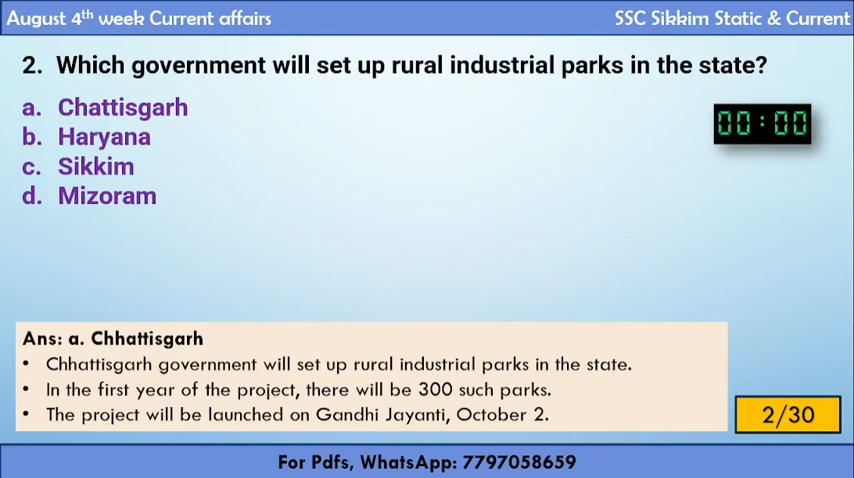 August 4th week Current affairs
SSC Sikkim Static & Current
2. Which government will set up rural industrial parks in the state?
a. Chattisgarh
b. Haryana
c. Sikkim
d. Mizoram
00:00
Ans: a. Chhattisgarh
• Chhattisgarh government will set up rural industrial parks in the state.
• In the first year of the project, there will be 300 such parks.
• The project will be launched on Gandhi Jayanti, October 2.
2/30
For Pdfs, WhatsApp: 7797058659